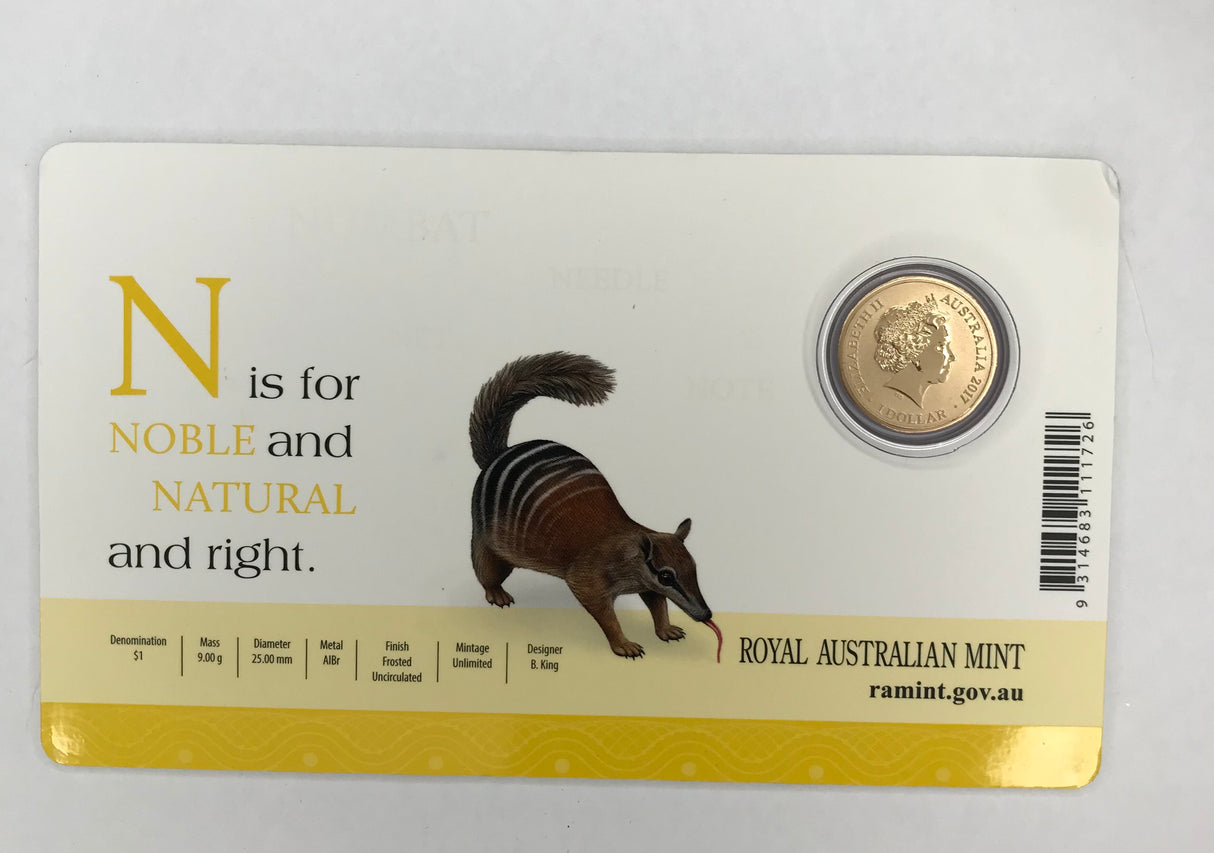 NUMBAT
NEEDLE
NOTE
N is for
NOBLE and
NATURAL
and right.
ELIZABETH II
AUSTRALIA 2017
1 DOLLAR
9 314683 111726
Denomination
$1
Mass
9.00 g
Diameter
25.00 mm
Metal
AlBr
Finish
Frosted
Uncirculated
Mintage
Unlimited
Designer
B. King
ROYAL AUSTRALIAN MINT
ramint.gov.au